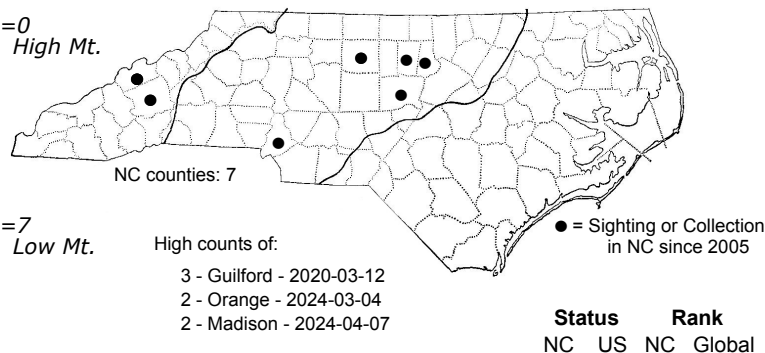 =0
High Mt.
NC counties: 7
=7
Low Mt.
High counts of:
3 - Guilford - 2020-03-12
2 - Orange - 2024-03-04
2 - Madison - 2024-04-07
= Sighting or Collection
in NC since 2005
Status Rank
NC US NC Global